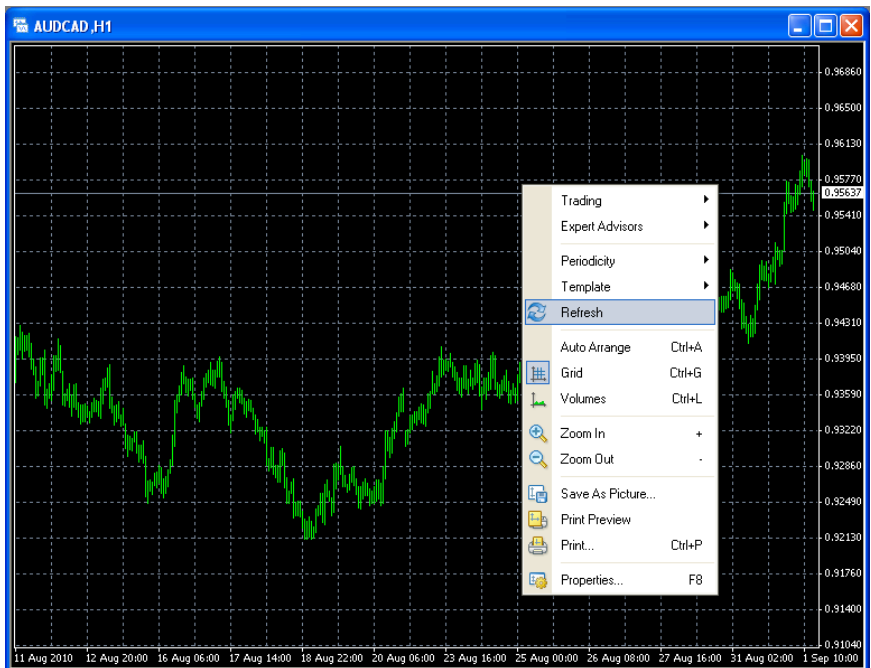 AUDCAD,H1
0.96860
0.96500
0.96130
0.95770
0.95637
0.95410
0.95040
0.94680
0.94310
0.93950
0.93590
0.93220
0.92860
0.92490
0.92130
0.91760
0.91400
0.91040
Trading
Expert Advisors
Periodicity
Template
Refresh
Auto Arrange Ctrl+A
Grid Ctrl+G
Volumes Ctrl+L
Zoom In +
Zoom Out -
Save As Picture...
Print Preview
Print... Ctrl+P
Properties... F8
11 Aug 2010 12 Aug 20:00 16 Aug 06:00 17 Aug 14:00 18 Aug 22:00 20 Aug 06:00 23 Aug 16:00 25 Aug 00:00 26 Aug 08:00 27 Aug 16:00 31 Aug 02:00 1 Sep 10:00